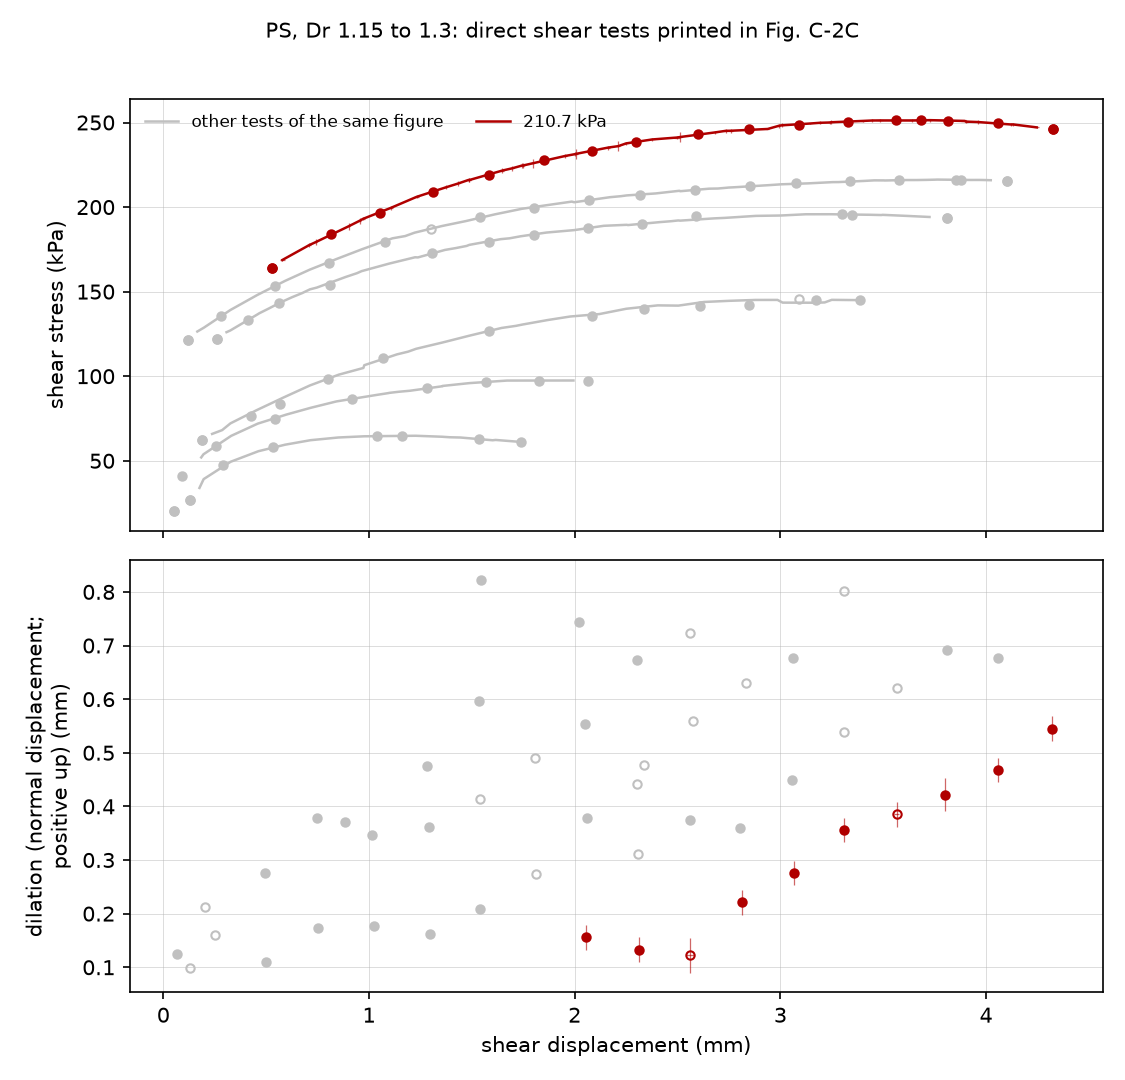 PS, Dr 1.15 to 1.3: direct shear tests printed in Fig. C-2C
other tests of the same figure
210.7 kPa
shear stress (kPa)
250
200
150
100
50
dilation (normal displacement;
positive up) (mm)
0.8
0.7
0.6
0.5
0.4
0.3
0.2
0.1
0
1
2
3
4
shear displacement (mm)